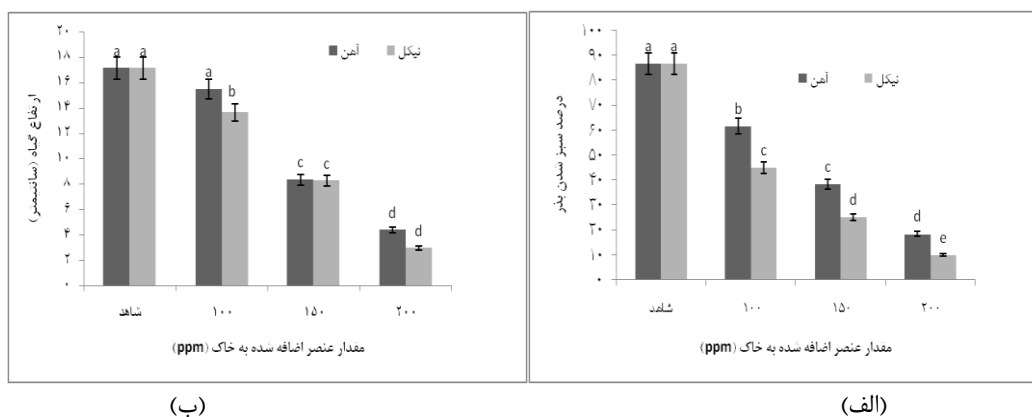 درصد سبز شدن بذر
۱۰۰
۹۰
۸۰
۷۰
۶۰
۵۰
۴۰
۳۰
۲۰
۱۰
۰
آهن
نیکل
a a
b c
c d
d e
شاهد ۱۰۰ ۱۵۰ ۲۰۰
مقدار عنصر اضافه شده به خاک (ppm)
(الف)
ارتفاع گیاه (سانتیمتر)
۲۰
۱۸
۱۶
۱۴
۱۲
۱۰
۸
۶
۴
۲
۰
آهن
نیکل
a a
a b
c c
d d
شاهد ۱۰۰ ۱۵۰ ۲۰۰
مقدار عنصر اضافه شده به خاک (ppm)
(ب)